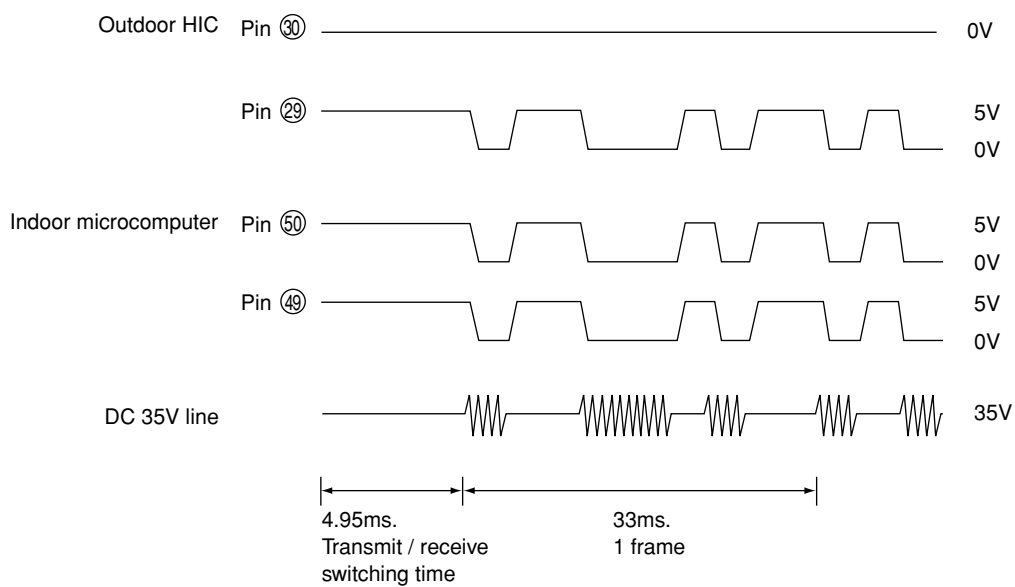 Outdoor HIC Pin ㉚ 0V
Pin ㉙ 5V
0V
Indoor microcomputer Pin ㊿ 5V
0V
Pin ㊾ 5V
0V
DC 35V line 35V
4.95ms. 33ms.
Transmit / receive 1 frame
switching time